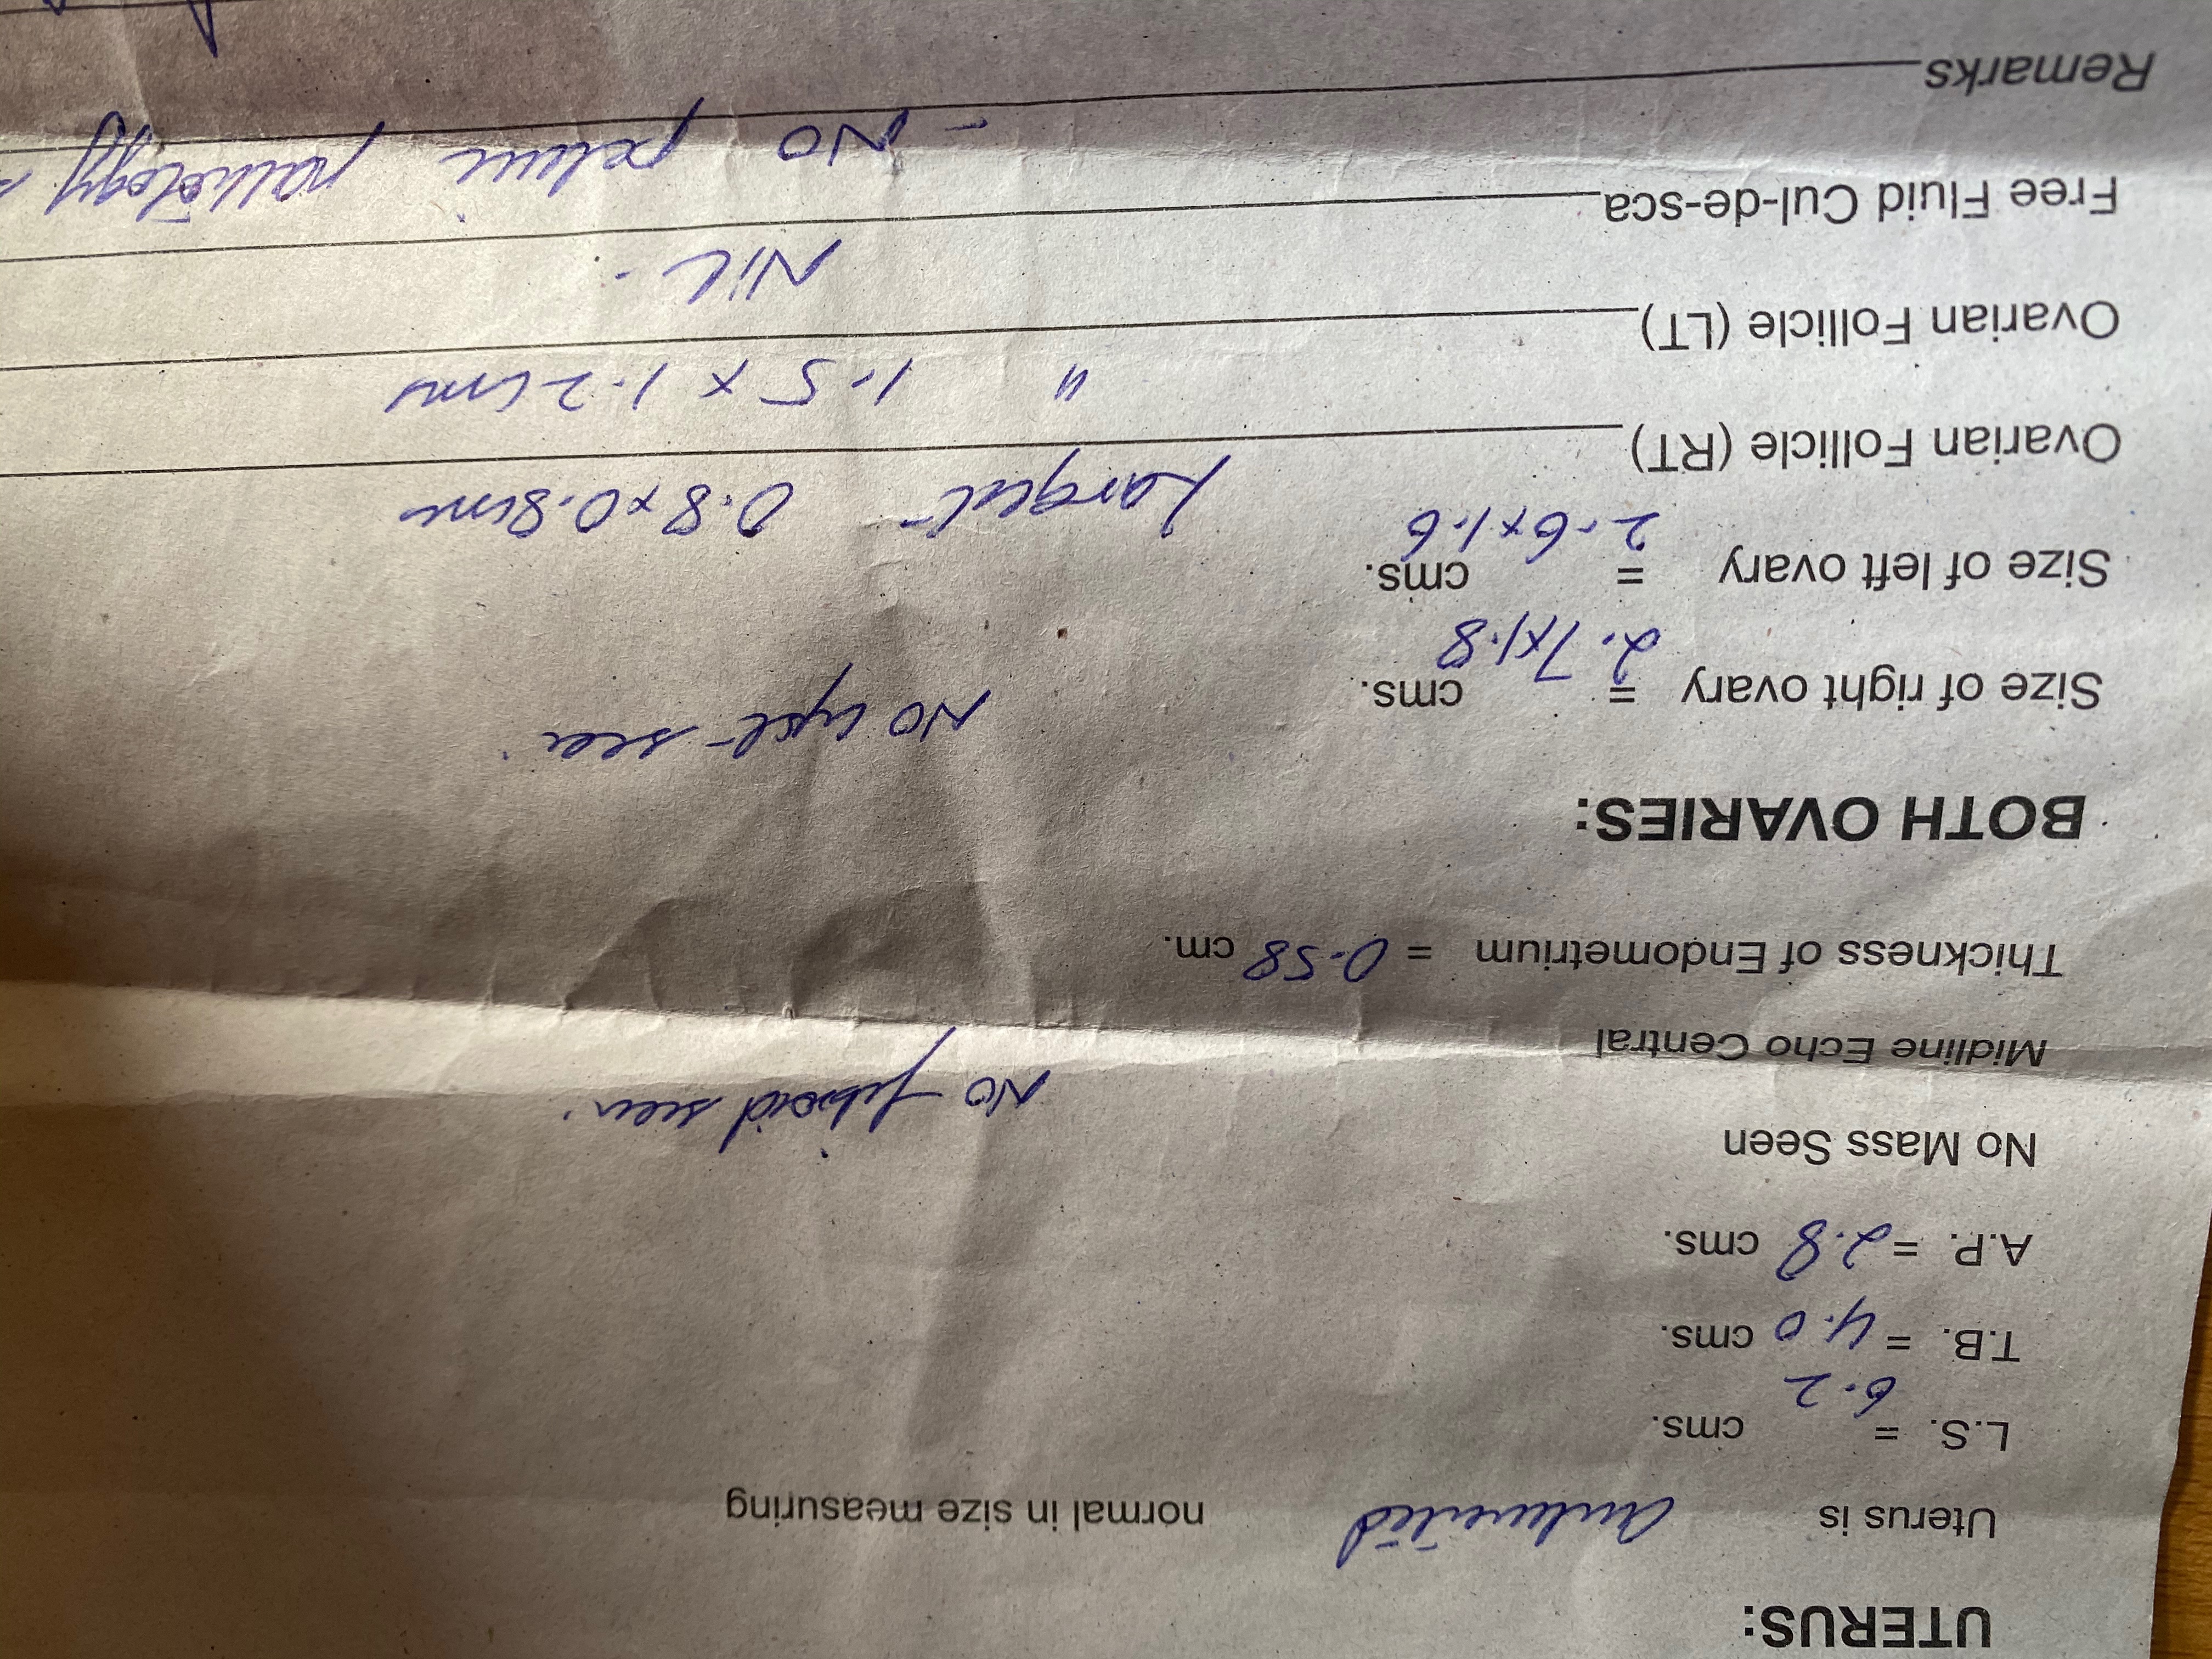 UTERUS:
Uterus is anteverted normal in size measuring
L.S. = 6.2 cms.
T.B. = 4.0 cms.
A.P. = 2.8 cms.
No Mass Seen No fibroid seen.
Midline Echo Central
Thickness of Endometrium = 0.58 cm.
BOTH OVARIES:
No cyst seen.
Size of right ovary = 2.7x1.8 cms.
Size of left ovary = 2.6x1.6 cms.
Ovarian Follicle (RT) Largest 0.8x0.8cm
Ovarian Follicle (LT) " 1.5 x 1.2 cms
Free Fluid Cul-de-sca Nil -
Remarks - No pelvic pathology